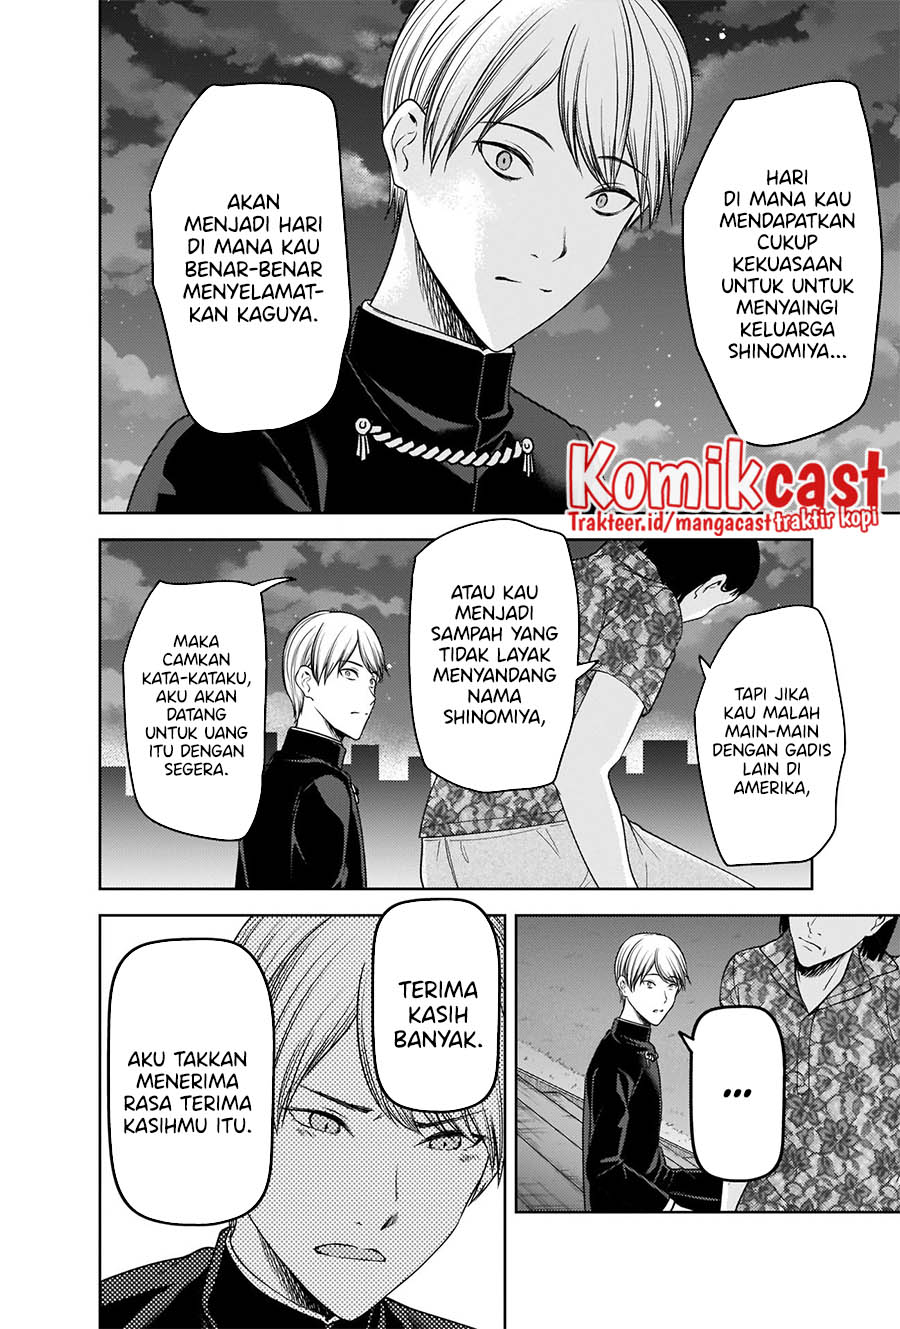 HARI
DI MANA KAU
MENDAPATKAN
CUKUP
KEKUASAAN
UNTUK UNTUK
MENYAINGI
KELUARGA
SHINOMIYA...
AKAN
MENJADI HARI
DI MANA KAU
BENAR-BENAR
MENYELAMAT-
KAN KAGUYA.
Komikcast
Trakteer.id/mangacast traktir kopi
TAPI JIKA
KAU MALAH
MAIN-MAIN
DENGAN GADIS
LAIN DI
AMERIKA,
ATAU KAU
MENJADI
SAMPAH YANG
TIDAK LAYAK
MENYANDANG
NAMA
SHINOMIYA,
MAKA
CAMKAN
KATA-KATAKU,
AKU AKAN
DATANG
UNTUK UANG
ITU DENGAN
SEGERA.
...
TERIMA
KASIH
BANYAK.
AKU TAKKAN
MENERIMA
RASA TERIMA
KASIHMU ITU.